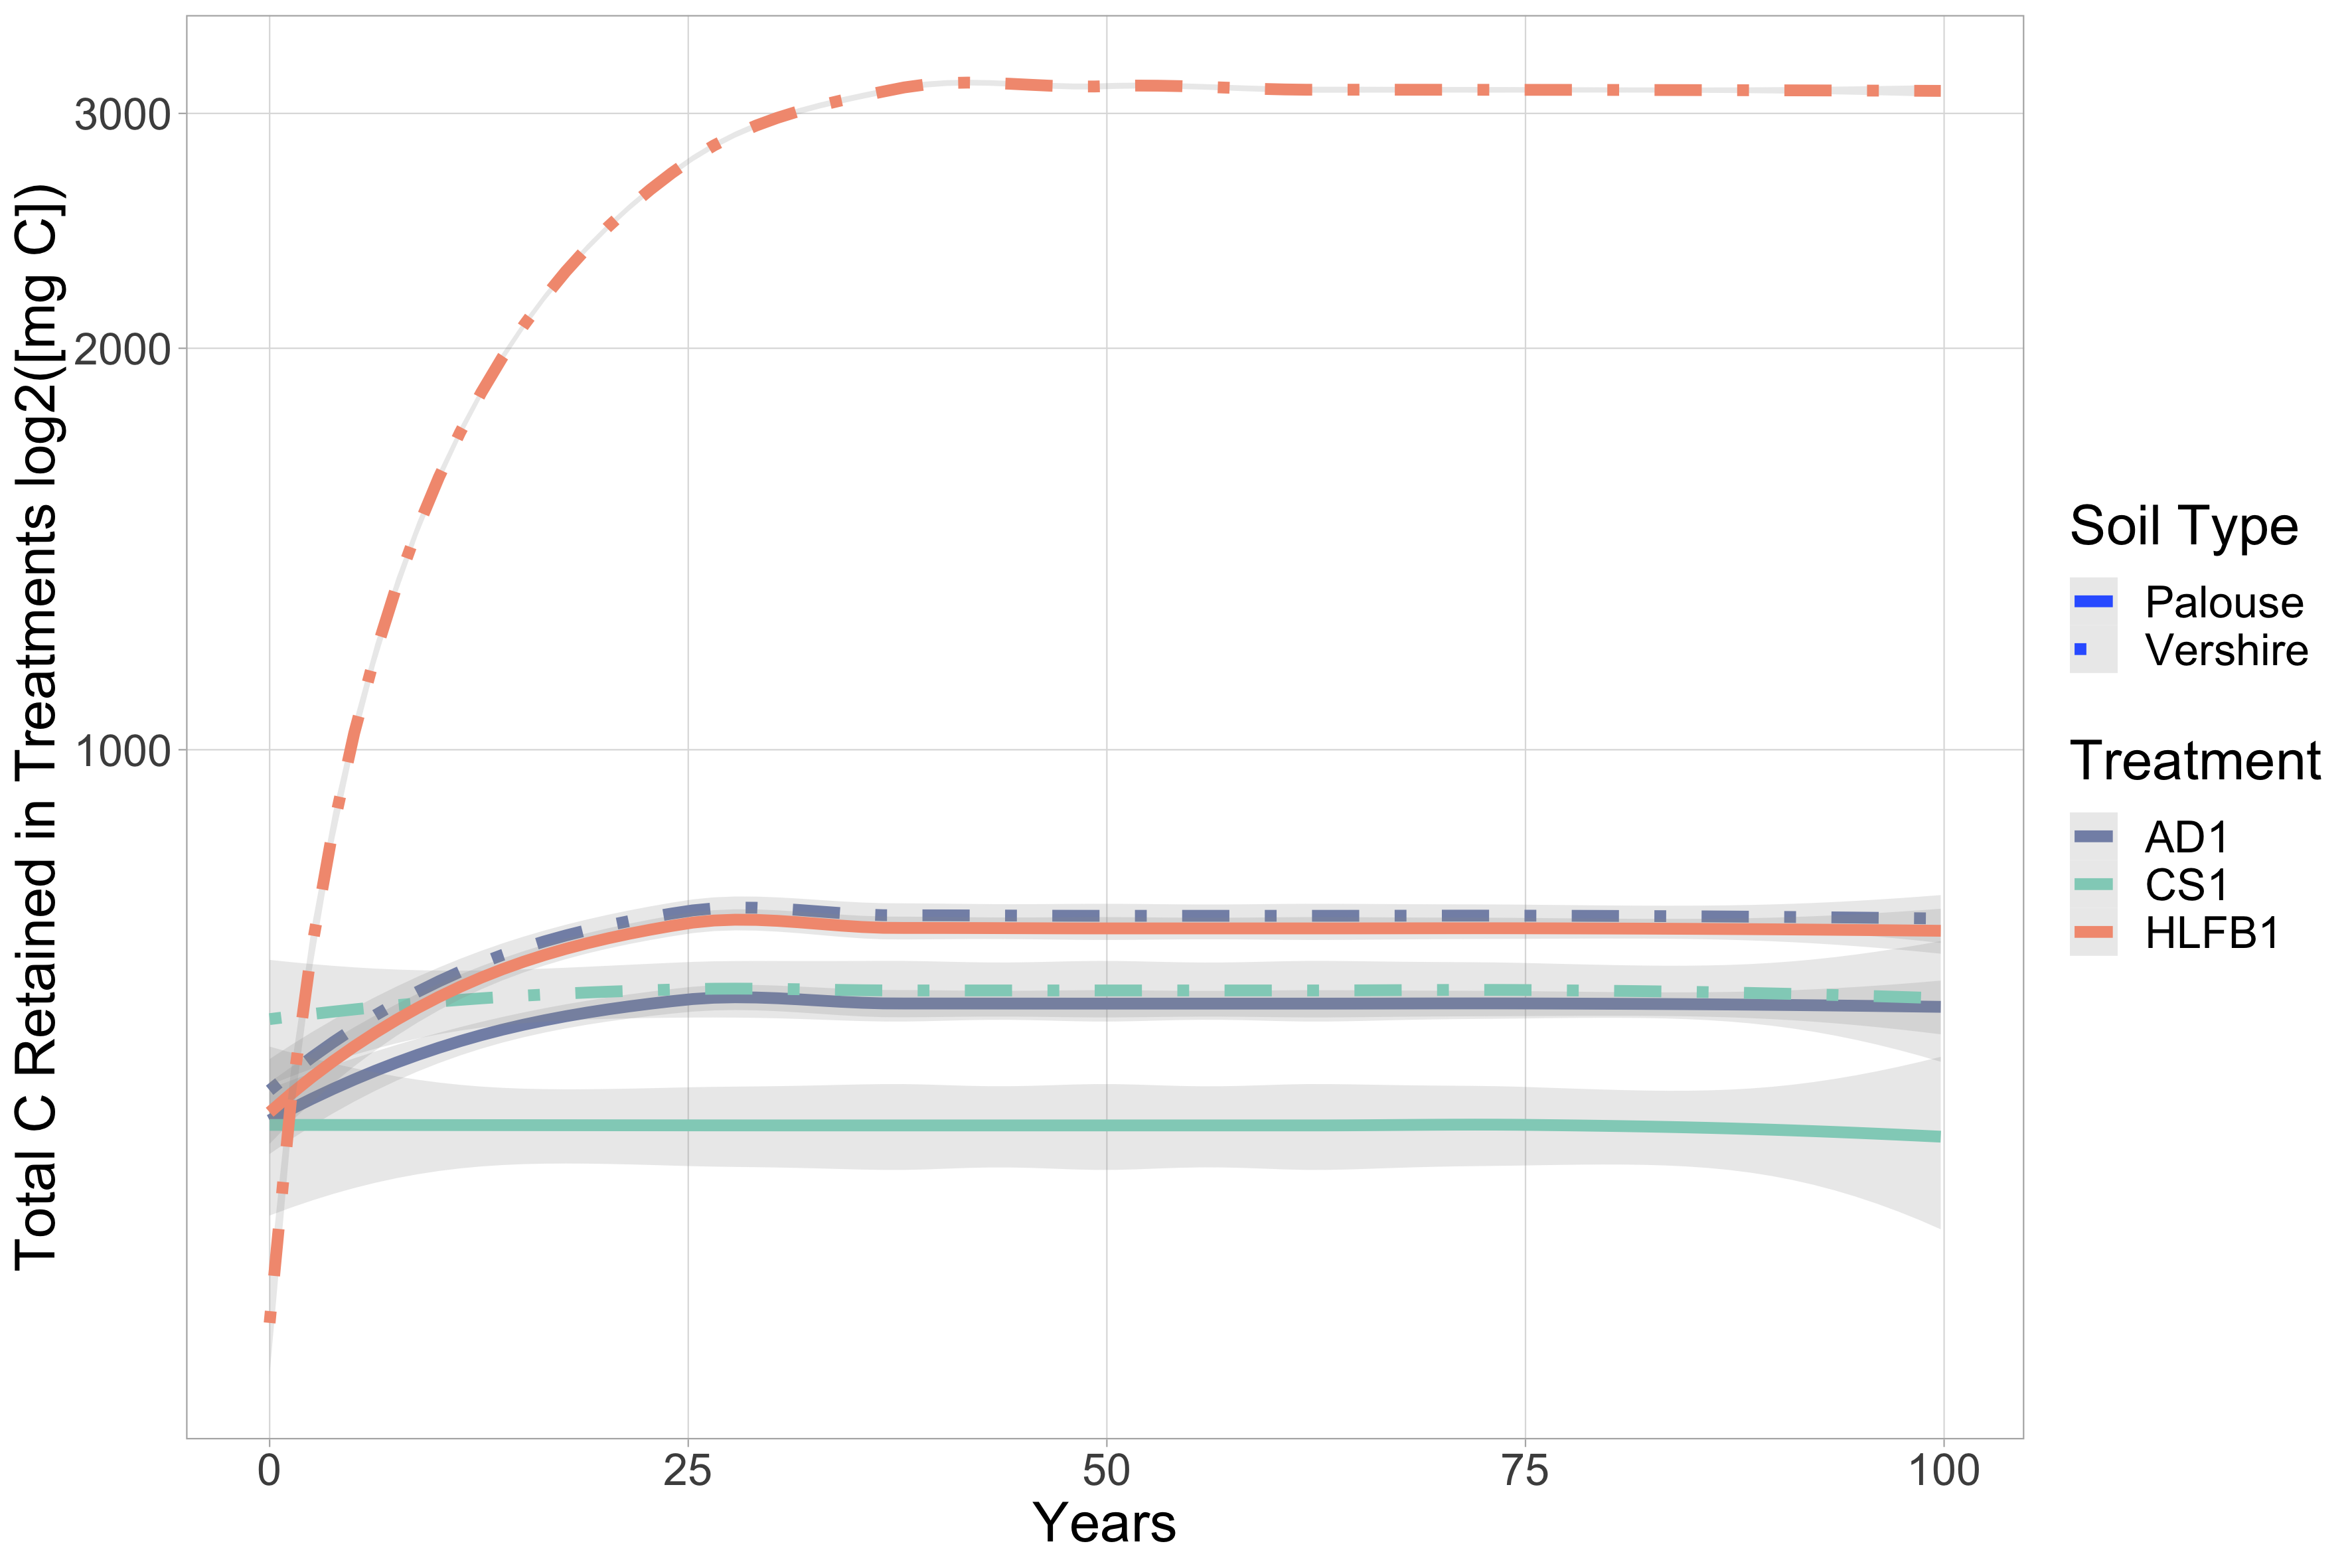 Total C Retained in Treatments log2([mg C])
3000
2000
1000
0 25 50 75 100
Years
Soil Type
Palouse
Vershire
Treatment
AD1
CS1
HLFB1